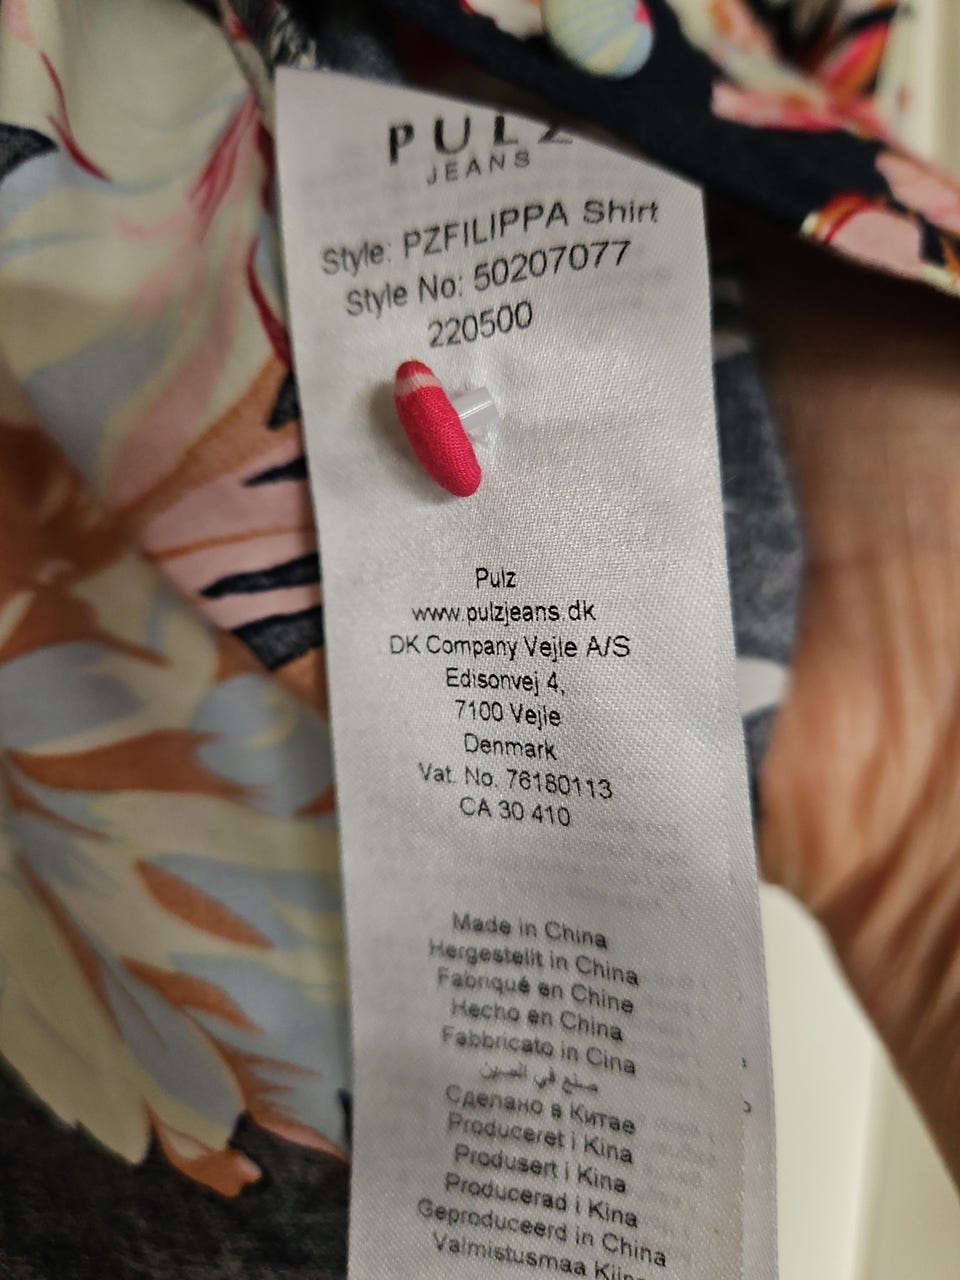 PULZ
JEANS
Style: PZFILIPPA Shirt
Style No: 50207077
220500
Pulz
www.pulzjeans.dk
DK Company Vejle A/S
Edisonvej 4,
7100 Vejle
Denmark
Vat. No. 76180113
CA 30 410
Made in China
Hergestellt in China
Fabriqué en Chine
Hecho en China
Fabbricato in Cina
صنع في الصين
Сделано в Китае
Produceret i Kina
Produsert i Kina
Producerad i Kina
Geproduceerd in China
Valmistusmaa